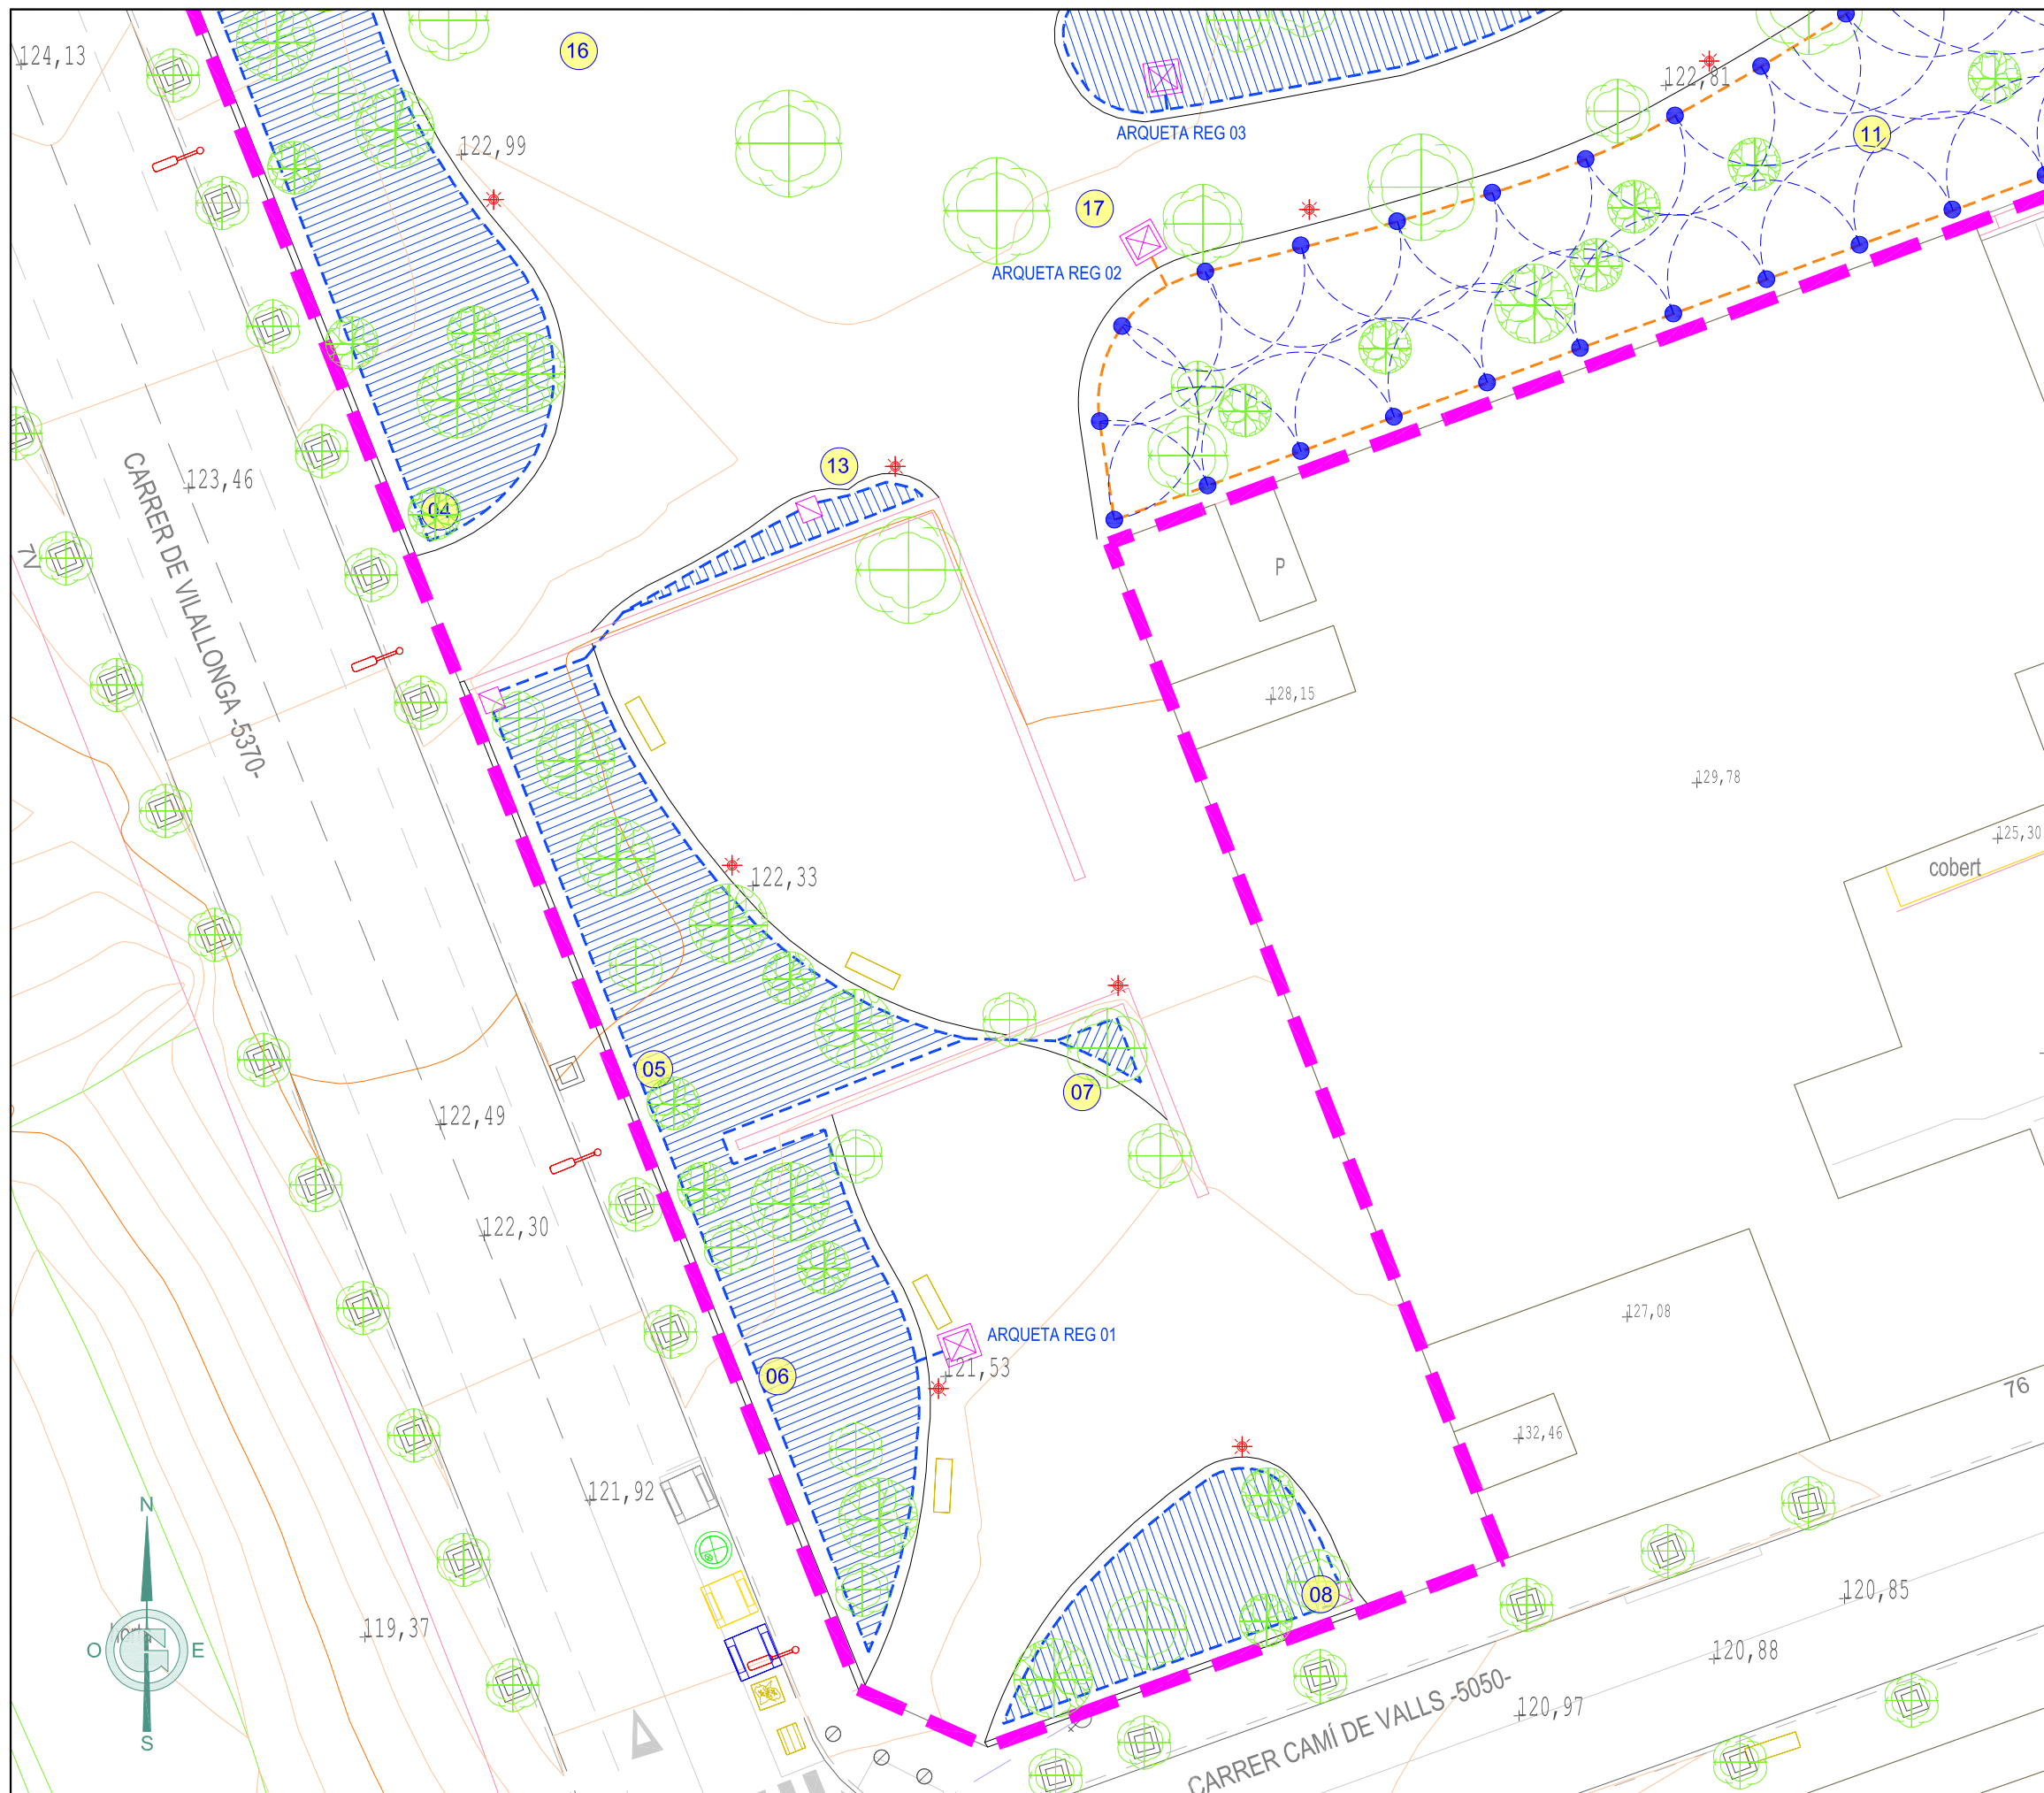 124,13
16
122,81
11
ARQUETA REG 03
122,99
17
ARQUETA REG 02
CARRER DE VILALLONGA -5370-
123,46
13
04
7V
P
128,15
129,78
125,30
cobert
122,33
05
07
122,49
122,30
127,08
ARQUETA REG 01
121,53
06
76
132,46
121,92
N
O
E
S
119,37
08
120,85
120,88
120,97
CARRER CAMÍ DE VALLS -5050-